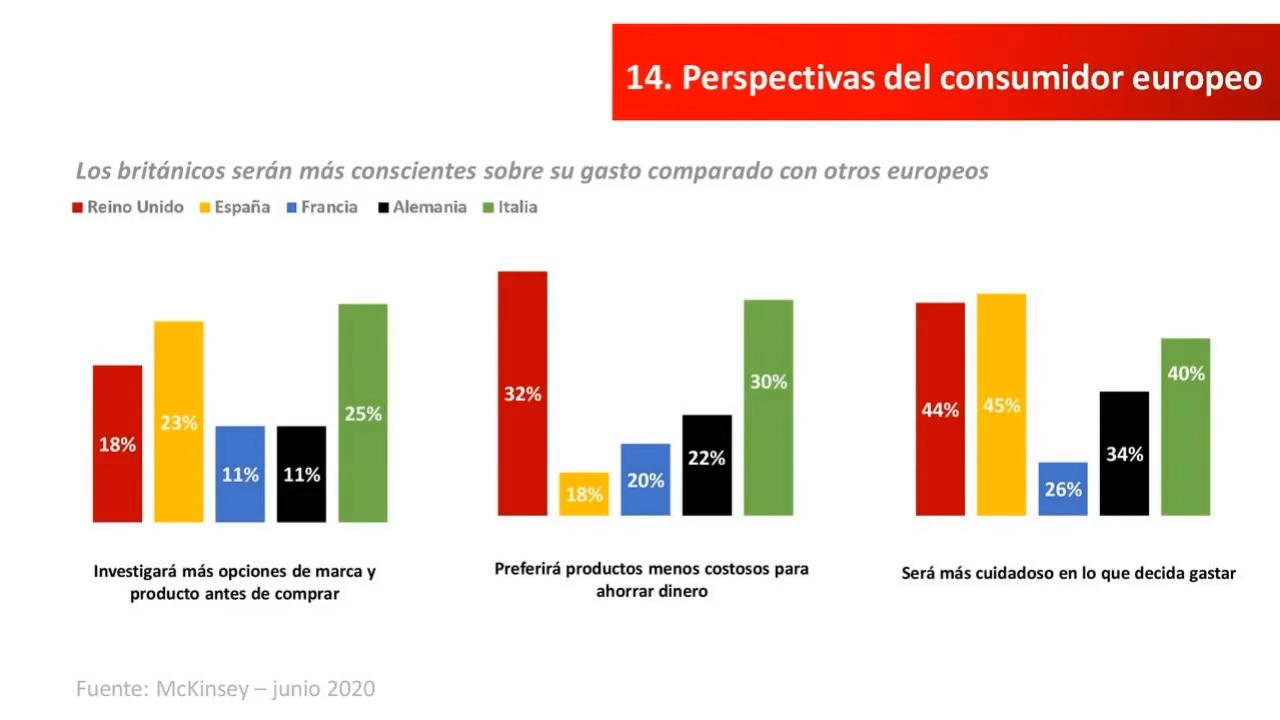 14. Perspectivas del consumidor europeo
Los británicos serán más conscientes sobre su gasto comparado con otros europeos
Reino Unido España Francia Alemania Italia
18%
23%
11%
11%
25%
Investigará más opciones de marca y
producto antes de comprar
32%
18%
20%
22%
30%
Preferirá productos menos costosos para
ahorrar dinero
44%
45%
26%
34%
40%
Será más cuidadoso en lo que decida gastar
Fuente: McKinsey – junio 2020